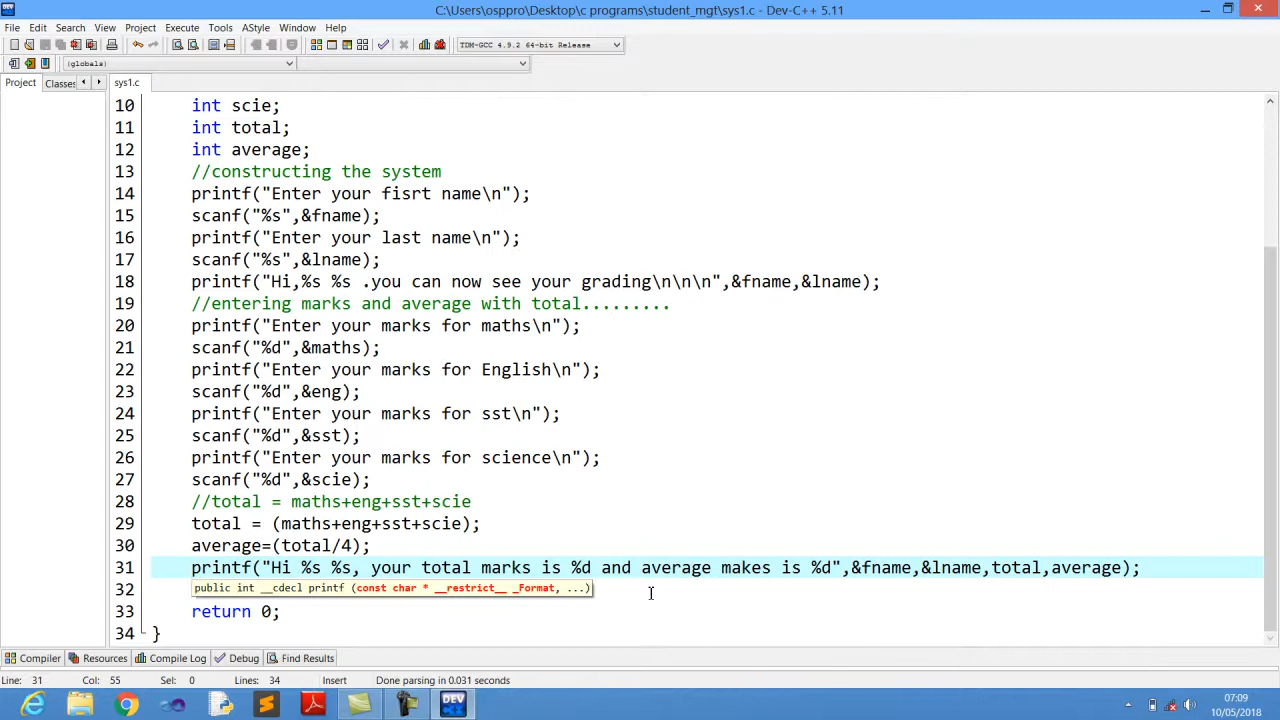 C:\Users\osppro\Desktop\c programs\student_mgt\sys1.c - Dev-C++ 5.11
File Edit Search View Project Execute Tools AStyle Window Help
TDM-GCC 4.9.2 64-bit Release
(globals)
Project Classes sys1.c
10 int scie;
11 int total;
12 int average;
13 //constructing the system
14 printf("Enter your fisrt name\n");
15 scanf("%s",&fname);
16 printf("Enter your last name\n");
17 scanf("%s",&lname);
18 printf("Hi,%s %s .you can now see your grading\n\n\n",&fname,&lname);
19 //entering marks and average with total.........
20 printf("Enter your marks for maths\n");
21 scanf("%d",&maths);
22 printf("Enter your marks for English\n");
23 scanf("%d",&eng);
24 printf("Enter your marks for sst\n");
25 scanf("%d",&sst);
26 printf("Enter your marks for science\n");
27 scanf("%d",&scie);
28 //total = maths+eng+sst+scie
29 total = (maths+eng+sst+scie);
30 average=(total/4);
31 printf("Hi %s %s, your total marks is %d and average makes is %d",&fname,&lname,total,average);
32 public int __cdecl printf (const char * __restrict__ _Format, ...)
33 return 0;
34 }
Compiler Resources Compile Log Debug Find Results
Line: 31 Col: 55 Sel: 0 Lines: 34 Insert Done parsing in 0.031 seconds
DEV
07:09
10/05/2018